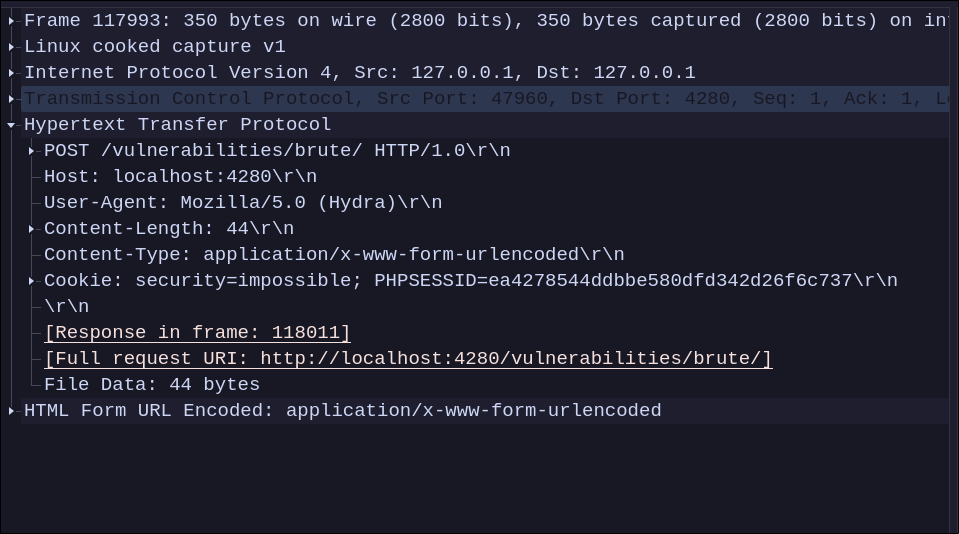 Frame 117993: 350 bytes on wire (2800 bits), 350 bytes captured (2800 bits) on
Linux cooked capture v1
Internet Protocol Version 4, Src: 127.0.0.1, Dst: 127.0.0.1
Transmission Control Protocol, Src Port: 47960, Dst Port: 4280, Seq: 1, Ack: 1,
Hypertext Transfer Protocol
POST /vulnerabilities/brute/ HTTP/1.0\r\n
Host: localhost:4280\r\n
User-Agent: Mozilla/5.0 (Hydra)\r\n
Content-Length: 44\r\n
Content-Type: application/x-www-form-urlencoded\r\n
Cookie: security=impossible; PHPSESSID=ea4278544ddbbe580dfd342d26f6c737\r\n
\r\n
[Response in frame: 118011]
[Full request URI: http://localhost:4280/vulnerabilities/brute/]
File Data: 44 bytes
HTML Form URL Encoded: application/x-www-form-urlencoded